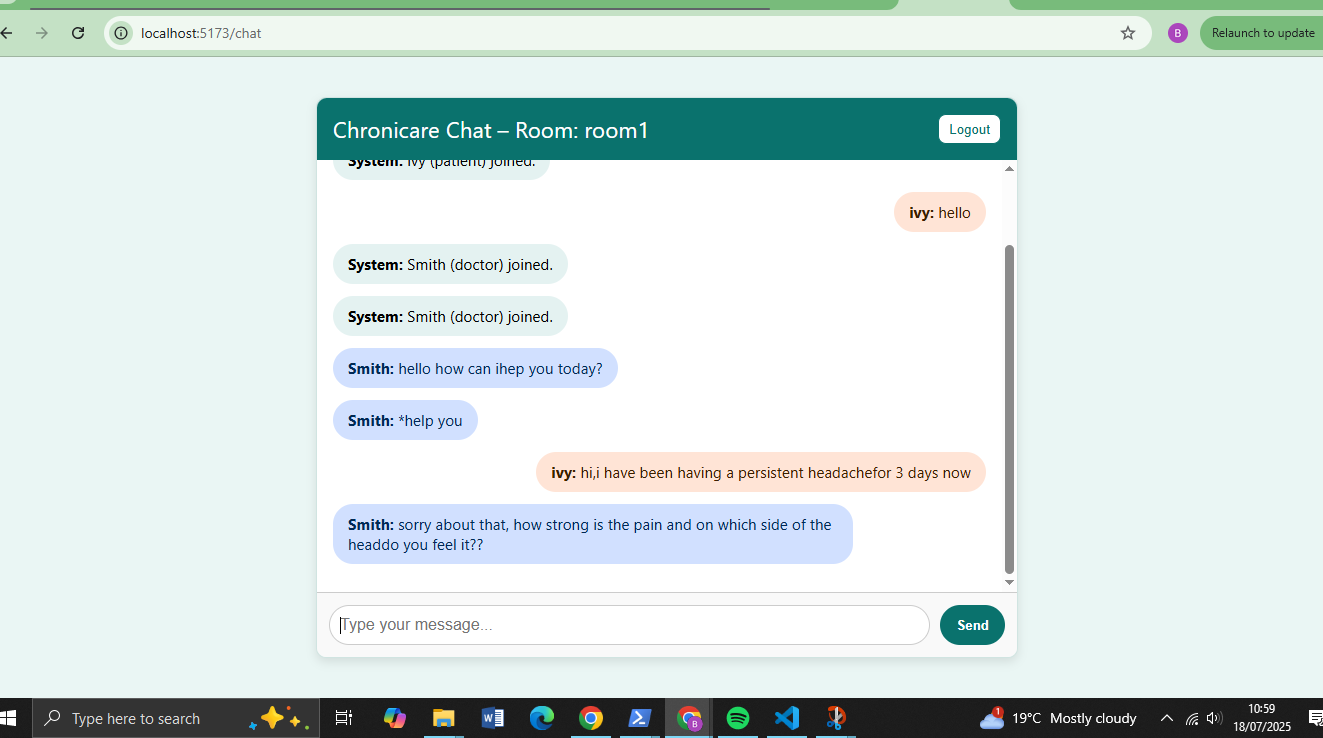 localhost:5173/chat
B
Relaunch to update
Chronicare Chat – Room: room1
Logout
System: ivy (patient) joined.
ivy: hello
System: Smith (doctor) joined.
System: Smith (doctor) joined.
Smith: hello how can ihep you today?
Smith: *help you
ivy: hi,i have been having a persistent headachefor 3 days now
Smith: sorry about that, how strong is the pain and on which side of the
headdo you feel it??
Type your message...
Send
Type here to search
W
B
1
19°C Mostly cloudy
10:59
18/07/2025